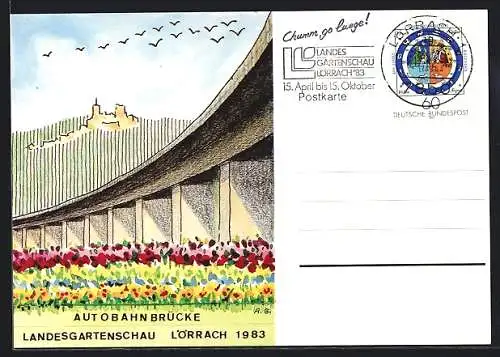 Chumm, go luege!
LLG LANDES
GARTENSCHAU
LÖRRACH '83
15. April bis 15. Oktober
Postkarte
LÖRRACH
60
DEUTSCHE BUNDESPOST
A.G.
AUTOBAHNBRÜCKE
LANDESGARTENSCHAU LÖRRACH 1983